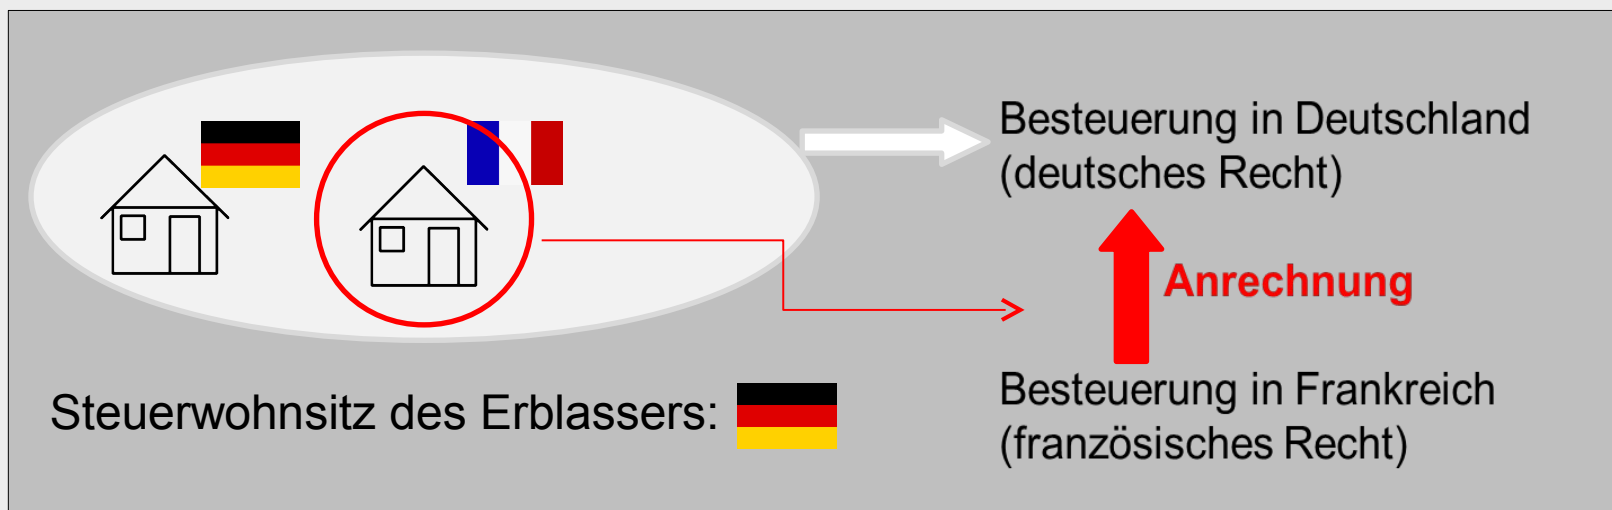 Besteuerung in Deutschland
(deutsches Recht)
Anrechnung
Steuerwohnsitz des Erblassers:
Besteuerung in Frankreich
(französisches Recht)